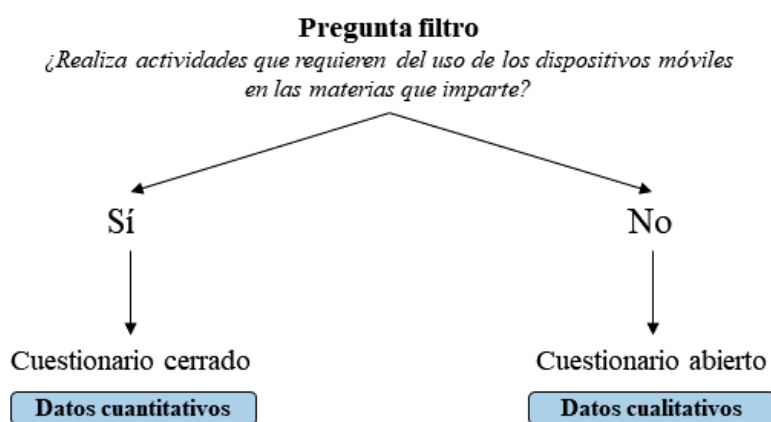 Pregunta filtro
¿Realiza actividades que requieren del uso de los dispositivos móviles
en las materias que imparte?
Sí
No
Cuestionario cerrado
Cuestionario abierto
Datos cuantitativos
Datos cualitativos